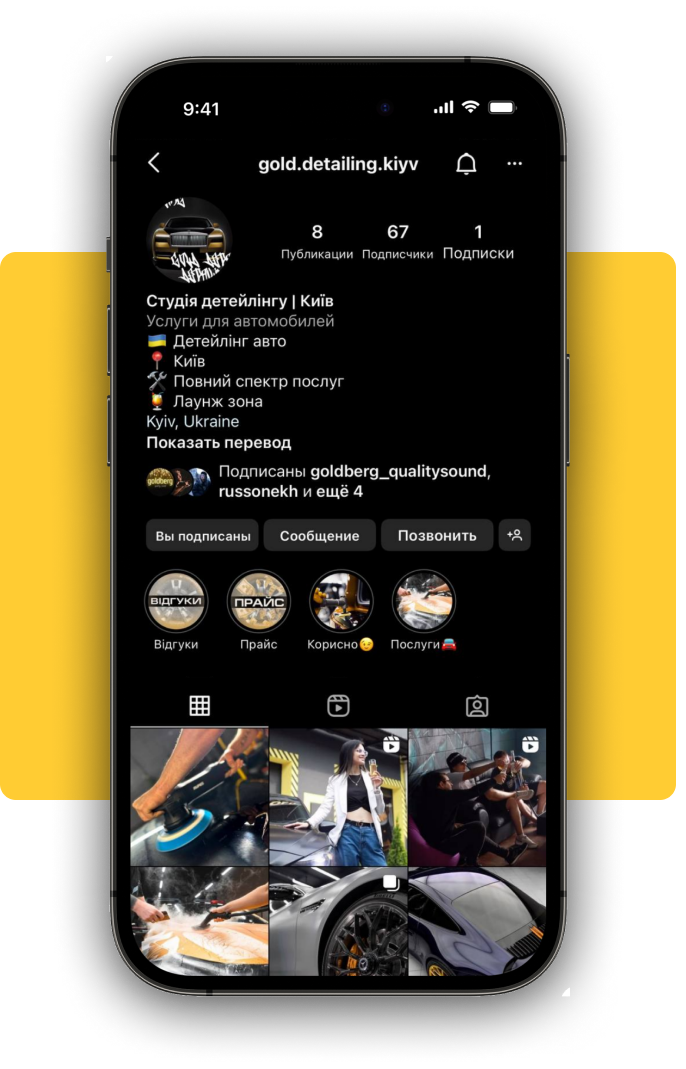 9:41
gold.detailing.kiyv
8
67
1
Публикации
Подписчики
Подписки
Студія детейлінгу | Київ
Услуги для автомобилей
🇺🇦 Детейлінг авто
📍 Київ
🛠 Повний спектр послуг
🍹 Лаунж зона
Kyiv, Ukraine
Показать перевод
goldberg
Подписаны goldberg_qualitysound,
russonekh и ещё 4
Вы подписаны
Сообщение
Позвонить
ВІДГУКИ
ПРАЙС
Відгуки
Прайс
Корисно😉
Послуги🚘